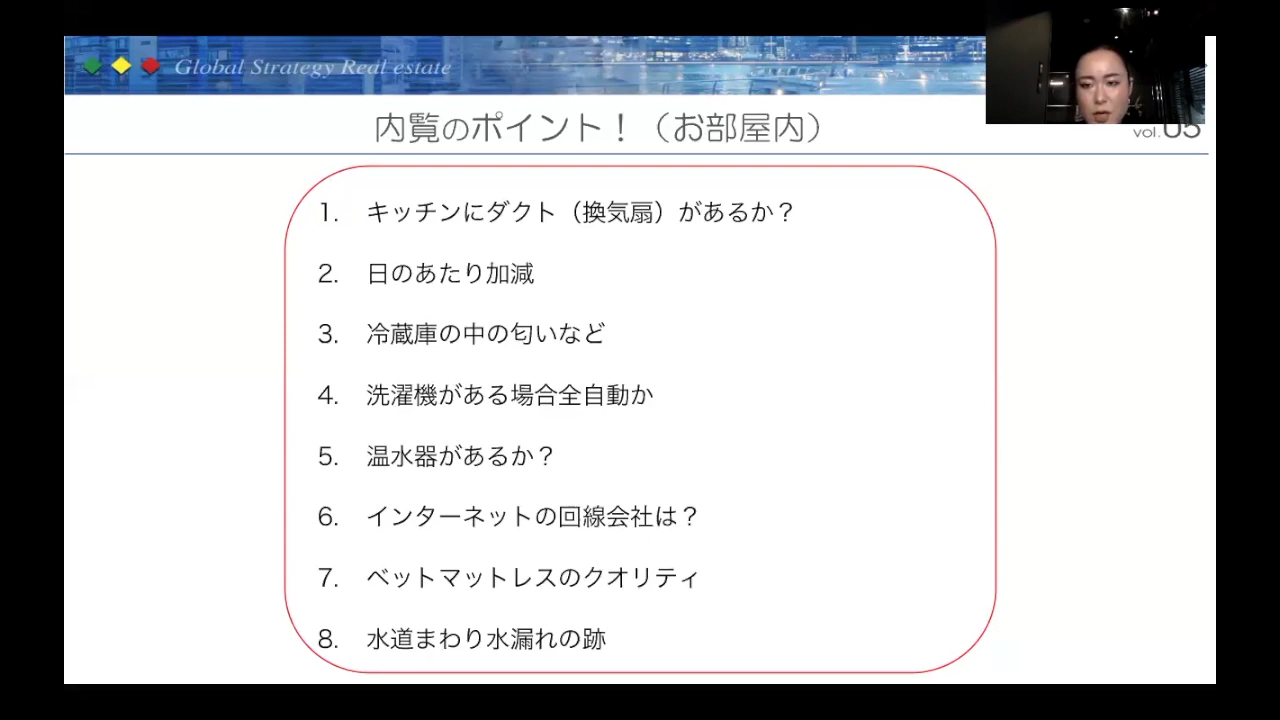 Global Strategy Real estate
内覧のポイント！（お部屋内）
vol.05
1. キッチンにダクト（換気扇）があるか？
2. 日のあたり加減
3. 冷蔵庫の中の匂いなど
4. 洗濯機がある場合全自動か
5. 温水器があるか？
6. インターネットの回線会社は？
7. ベットマットレスのクオリティ
8. 水道まわり水漏れの跡